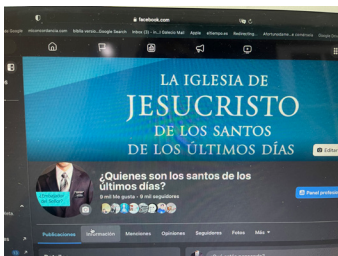 facebook.com
LA IGLESIA DE
JESUCRISTO
DE LOS SANTOS
DE LOS ÚLTIMOS DÍAS
Editar
¿Quienes son los santos de los
últimos días?
9 mil Me gusta • 9 mil seguidores
Panel profesio
Publicaciones Información Menciones Opiniones Seguidores Fotos Más